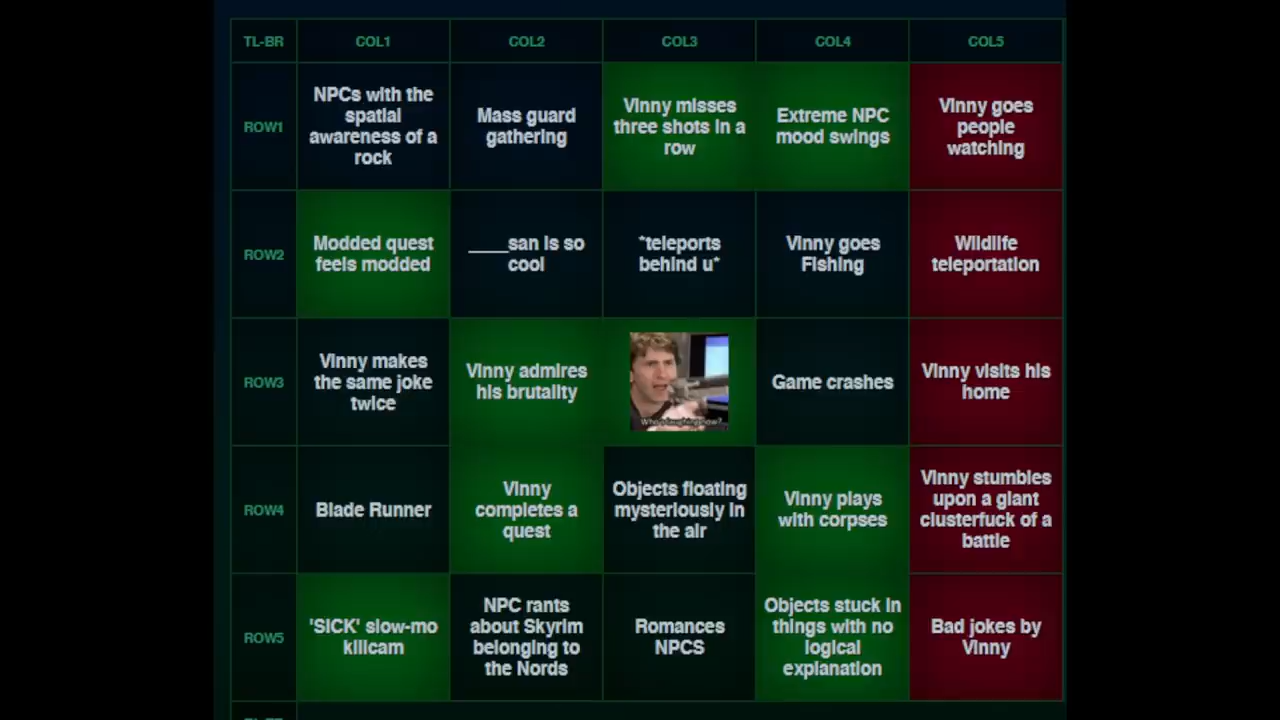 TL-BR COL1 COL2 COL3 COL4 COL5
ROW1
NPCs with the
spatial
awareness of a
rock
Mass guard
gathering
Vinny misses
three shots in a
row
Extreme NPC
mood swings
Vinny goes
people
watching
ROW2
Modded quest
feels modded
____san is so
cool
*teleports
behind u*
Vinny goes
Fishing
Wildlife
teleportation
ROW3
Vinny makes
the same joke
twice
Vinny admires
his brutality
Who's laughing now?
Game crashes
Vinny visits his
home
ROW4
Blade Runner
Vinny
completes a
quest
Objects floating
mysteriously in
the air
Vinny plays
with corpses
Vinny stumbles
upon a giant
clusterfuck of a
battle
ROW5
'SICK' slow-mo
killcam
NPC rants
about Skyrim
belonging to
the Nords
Romances
NPCS
Objects stuck in
things with no
logical
explanation
Bad jokes by
Vinny